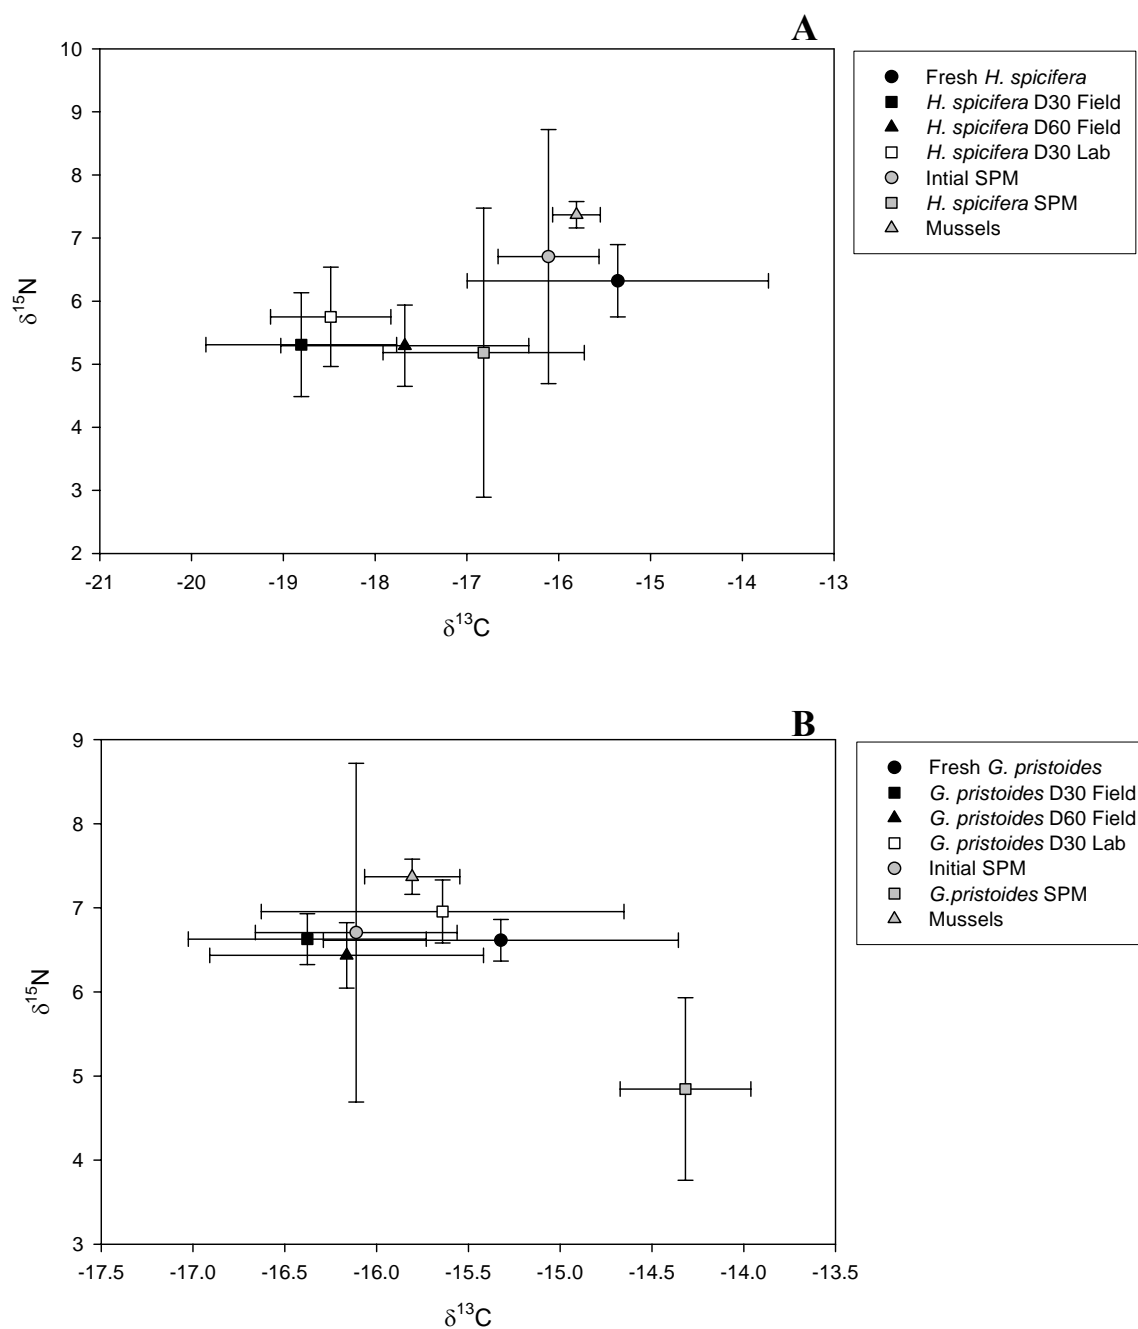 A
10
9
8
7
6
5
4
3
2
δ15N
-21 -20 -19 -18 -17 -16 -15 -14 -13
δ13C
Fresh H. spicifera
H. spicifera D30 Field
H. spicifera D60 Field
H. spicifera D30 Lab
Intial SPM
H. spicifera SPM
Mussels
B
9
8
7
6
5
4
3
δ15N
-17.5 -17.0 -16.5 -16.0 -15.5 -15.0 -14.5 -14.0 -13.5
δ13C
Fresh G. pristoides
G. pristoides D30 Field
G. pristoides D60 Field
G. pristoides D30 Lab
Initial SPM
G.pristoides SPM
Mussels